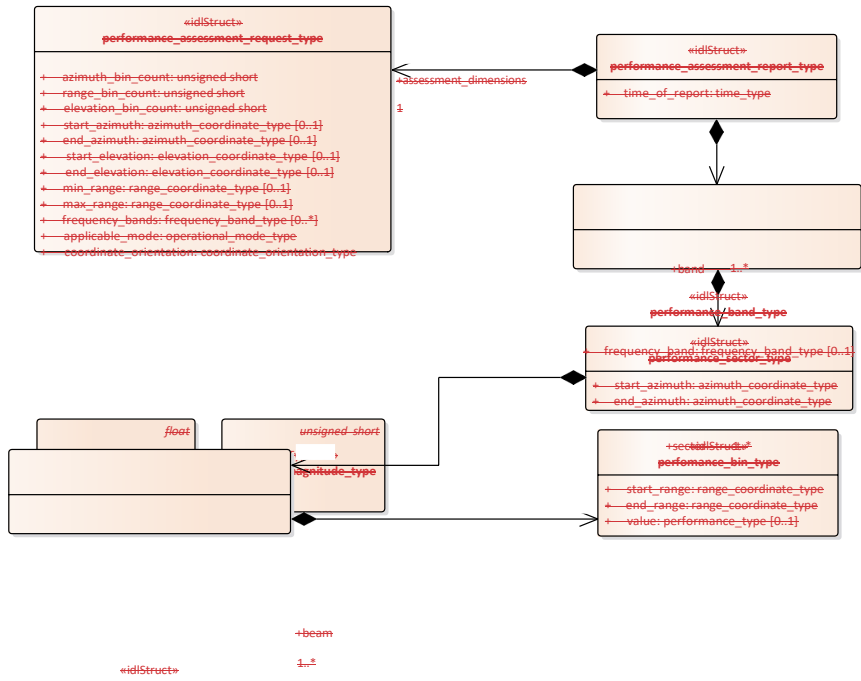 «idlStruct»
performance_assessment_request_type
+ azimuth_bin_count: unsigned short
+ range_bin_count: unsigned short
+ elevation_bin_count: unsigned short
+ start_azimuth: azimuth_coordinate_type [0..1]
+ end_azimuth: azimuth_coordinate_type [0..1]
+ start_elevation: elevation_coordinate_type [0..1]
+ end_elevation: elevation_coordinate_type [0..1]
+ min_range: range_coordinate_type [0..1]
+ max_range: range_coordinate_type [0..1]
+ frequency_bands: frequency_band_type [0..*]
+ applicable_mode: operational_mode_type
+ coordinate_orientation: coordinate_orientation_type
+assessment_dimensions
1
«idlStruct»
performance_assessment_report_type
+ time_of_report: time_type
+band 1..*
«idlStruct»
performance_band_type
«idlStruct»
+ frequency_band: frequency_band_type [0..1]
performance_sector_type
+ start_azimuth: azimuth_coordinate_type
+ end_azimuth: azimuth_coordinate_type
float
unsigned short
agnitude_type
+sector 1..*
«idlStruct»
perfomance_bin_type
+ start_range: range_coordinate_type
+ end_range: range_coordinate_type
+ value: performance_type [0..1]
+beam
1..*
«idlStruct»